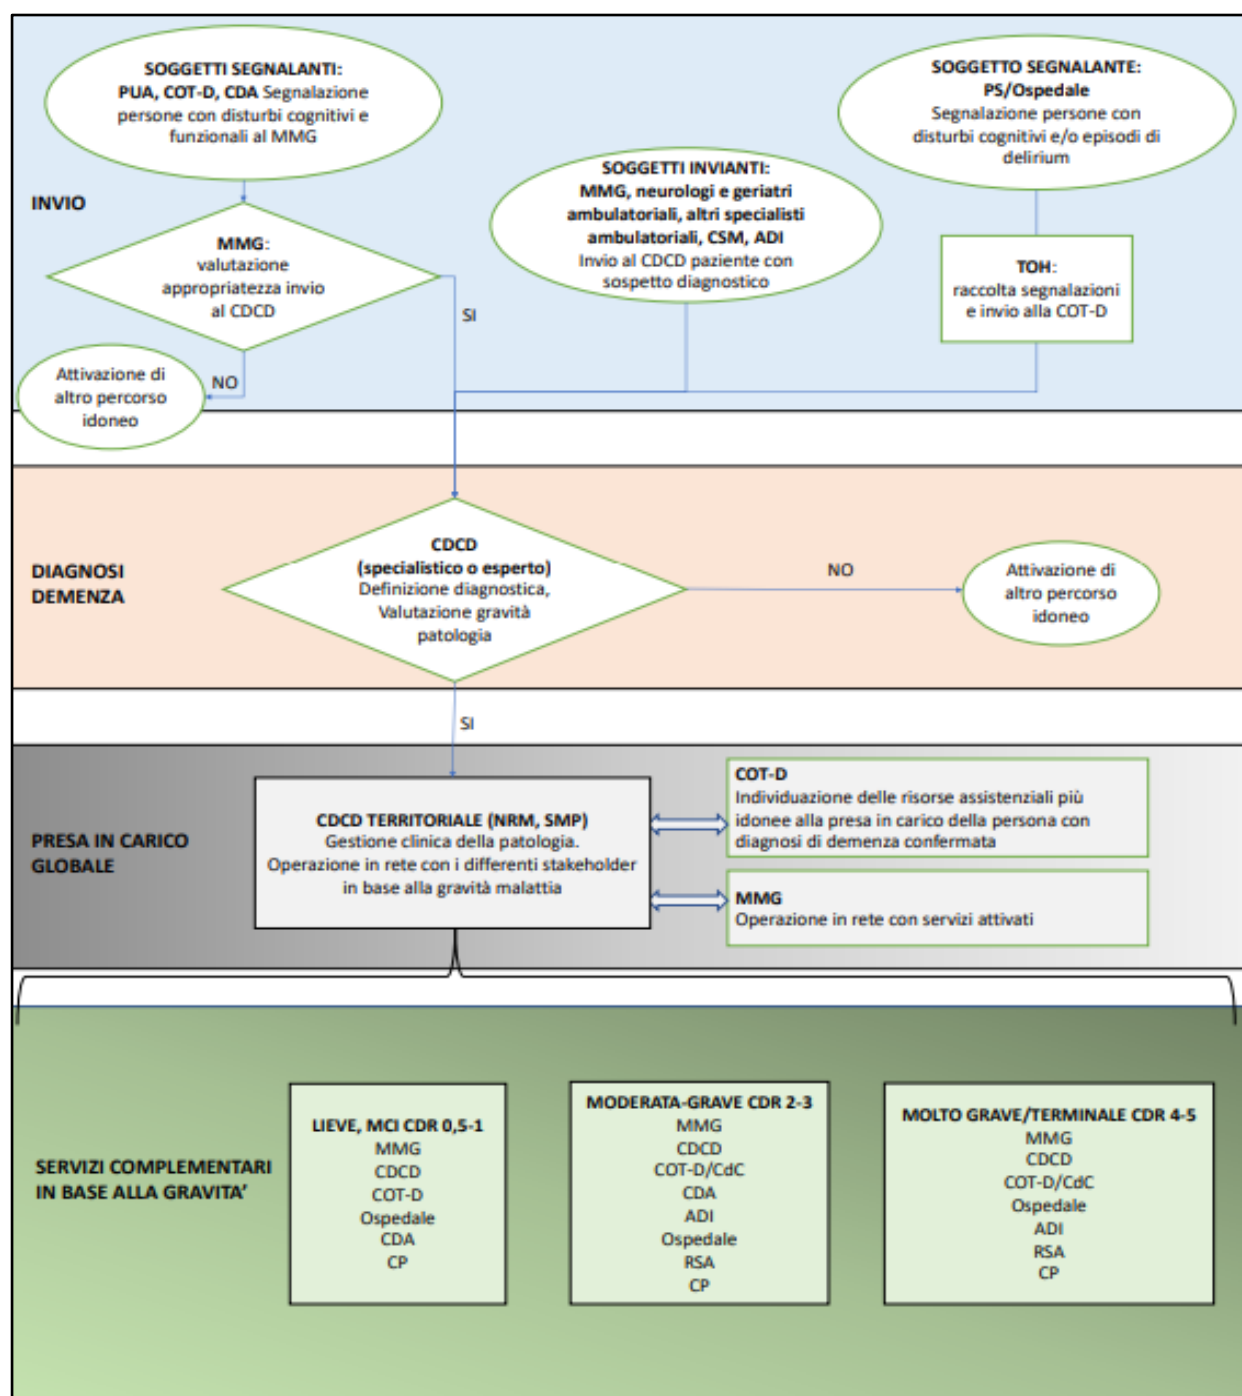 SOGGETTI SEGNALANTI:
PUA, COT-D, CDA Segnalazione
persone con disturbi cognitivi e
funzionali al MMG
SOGGETTO SEGNALANTE:
PS/Ospedale
Segnalazione persone con
disturbi cognitivi e/o episodi di
delirium
SOGGETTI INVIANTI:
MMG, neurologi e geriatri
ambulatoriali, altri specialisti
ambulatoriali, CSM, ADI
Invio al CDCD paziente con
sospetto diagnostico
INVIO
MMG:
valutazione
appropriatezza invio
al CDCD
TOH:
raccolta segnalazioni
e invio alla COT-D
SI
NO
Attivazione di
altro percorso
idoneo
DIAGNOSI
DEMENZA
CDCD
(specialistico o esperto)
Definizione diagnostica,
Valutazione gravità
patologia
NO
Attivazione di
altro percorso
idoneo
SI
PRESA IN CARICO
GLOBALE
CDCD TERRITORIALE (NRM, SMP)
Gestione clinica della patologia.
Operazione in rete con i differenti stakeholder
in base alla gravità malattia
COT-D
Individuazione delle risorse assistenziali più
idonee alla presa in carico della persona con
diagnosi di demenza confermata
MMG
Operazione in rete con servizi attivati
SERVIZI COMPLEMENTARI
IN BASE ALLA GRAVITA'
LIEVE, MCI CDR 0,5-1
MMG
CDCD
COT-D
Ospedale
CDA
CP
MODERATA-GRAVE CDR 2-3
MMG
CDCD
COT-D/CdC
CDA
ADI
Ospedale
RSA
CP
MOLTO GRAVE/TERMINALE CDR 4-5
MMG
CDCD
COT-D/CdC
Ospedale
ADI
RSA
CP